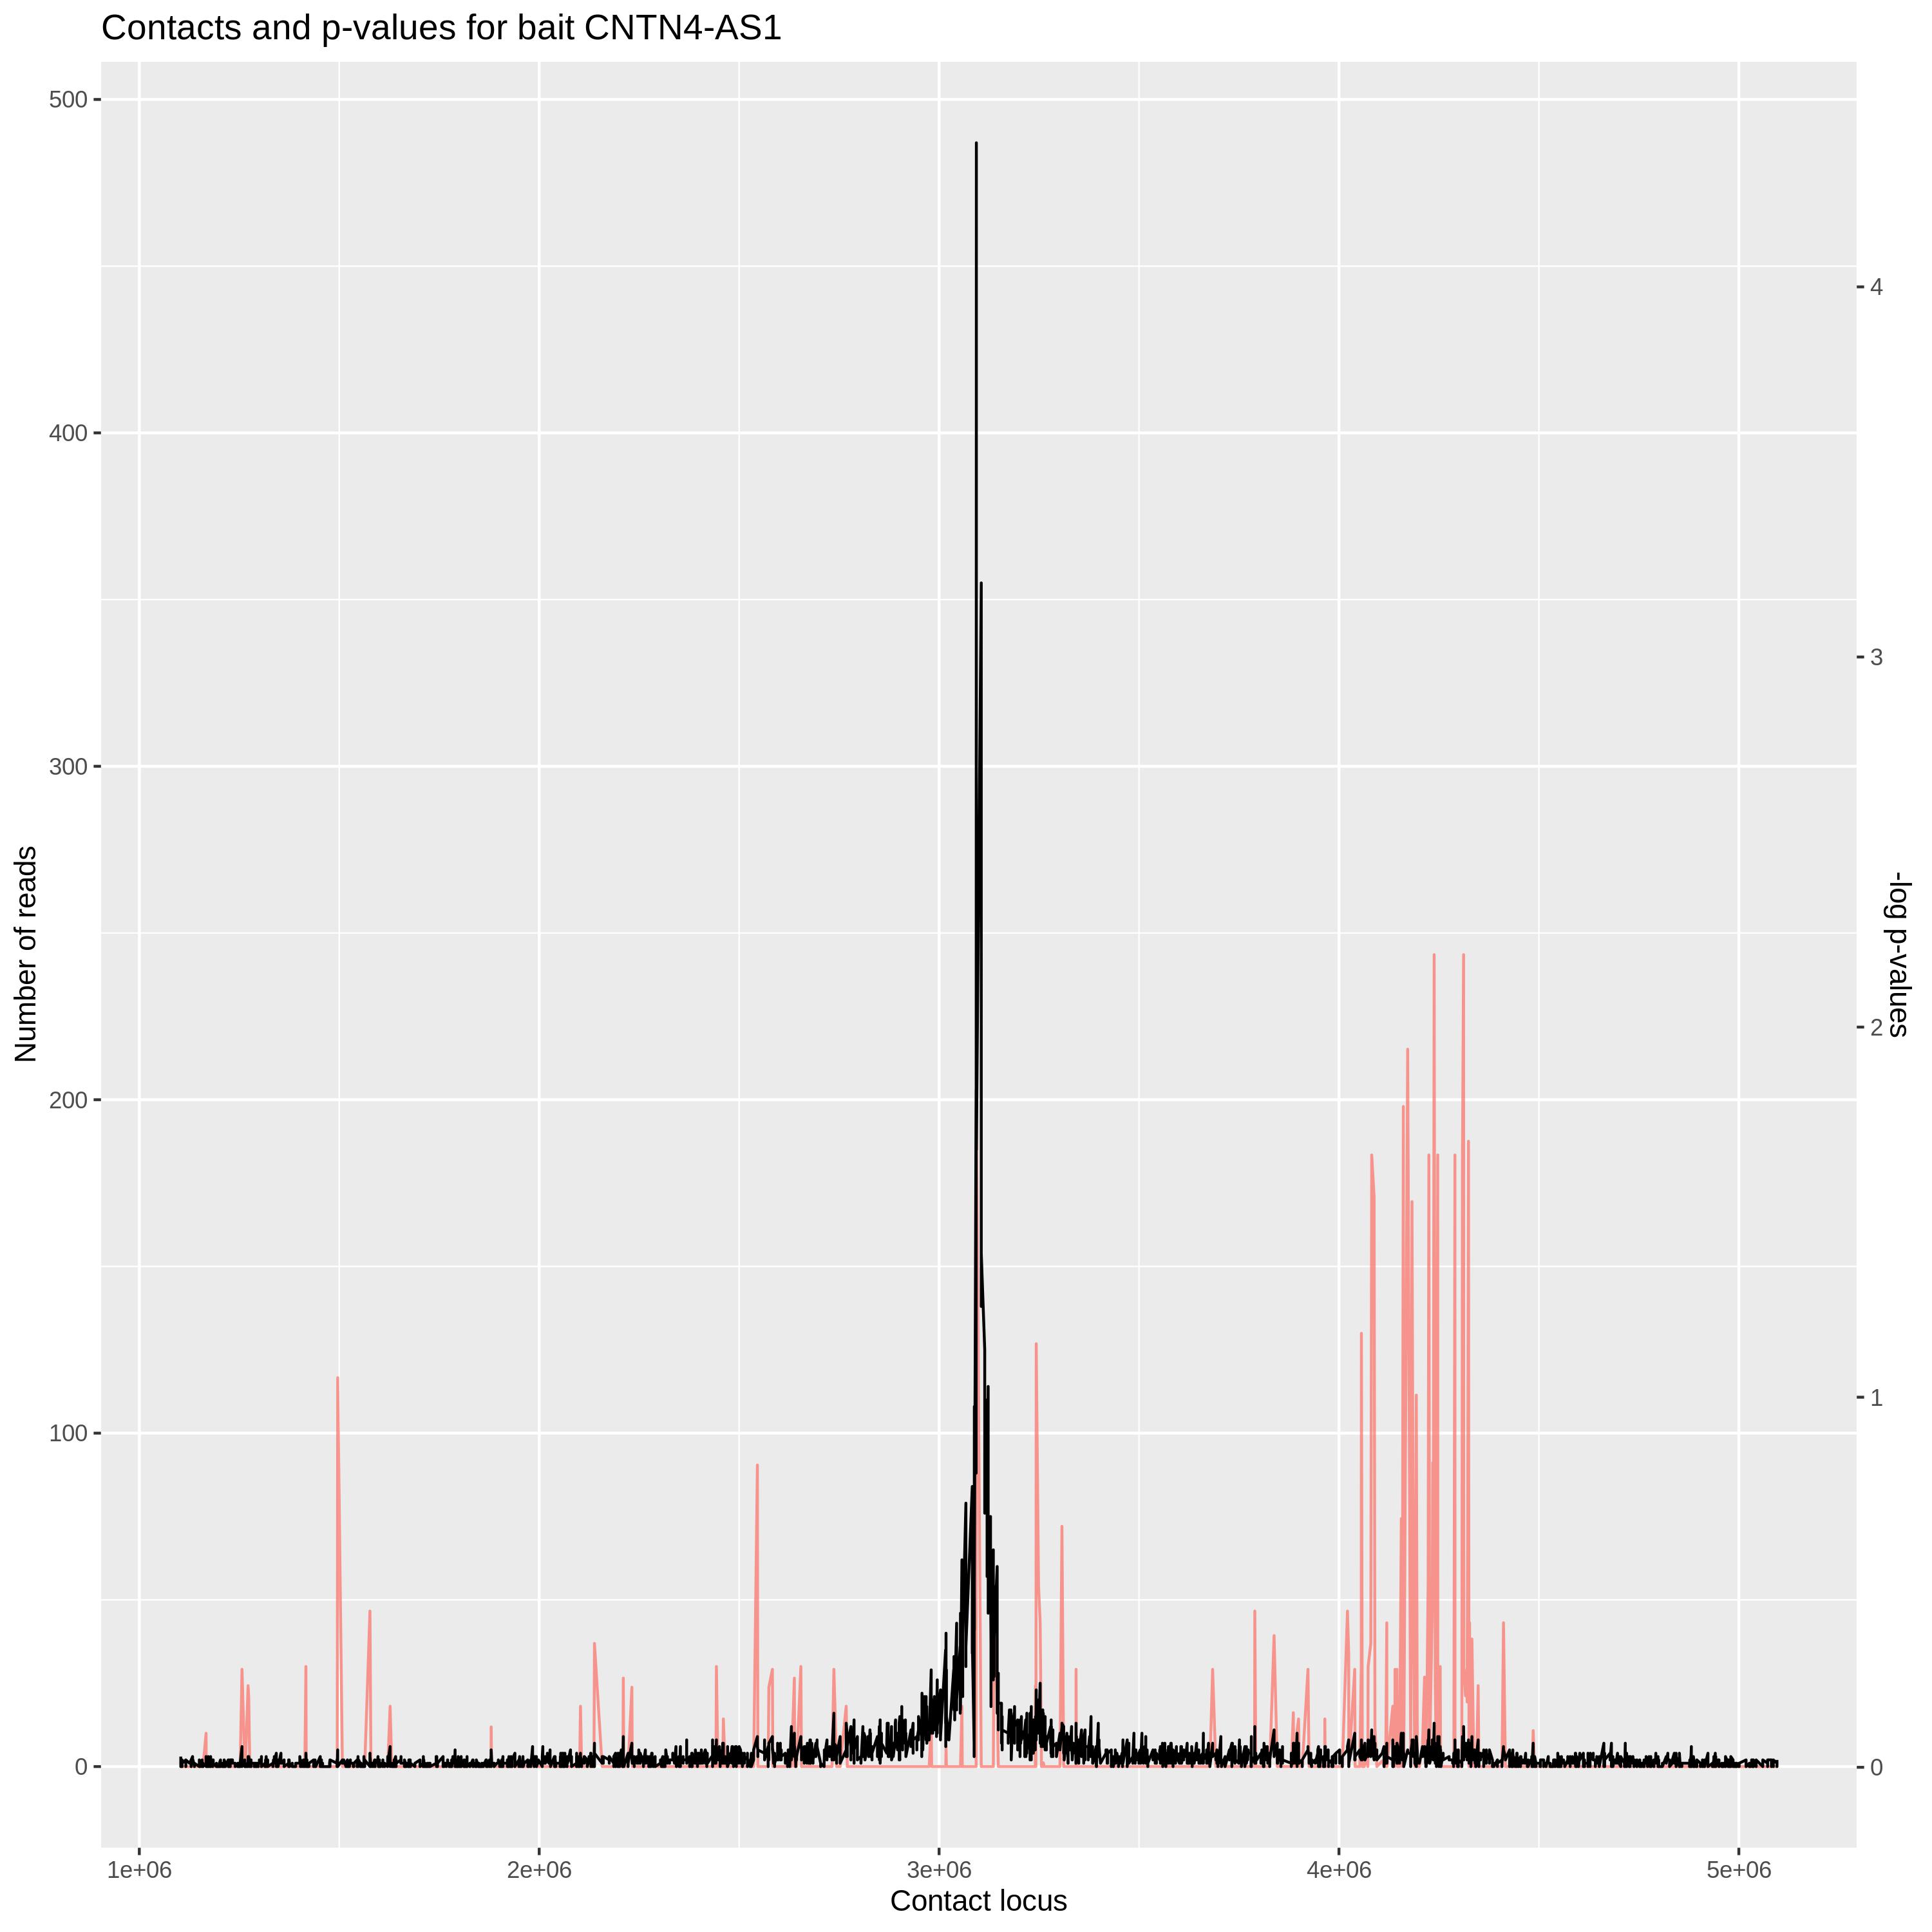 Contacts and p-values for bait CNTN4-AS1
500
400
300
200
100
0
Number of reads
4
3
2
1
0
-log p-values
1e+06 2e+06 3e+06 4e+06 5e+06
Contact locus